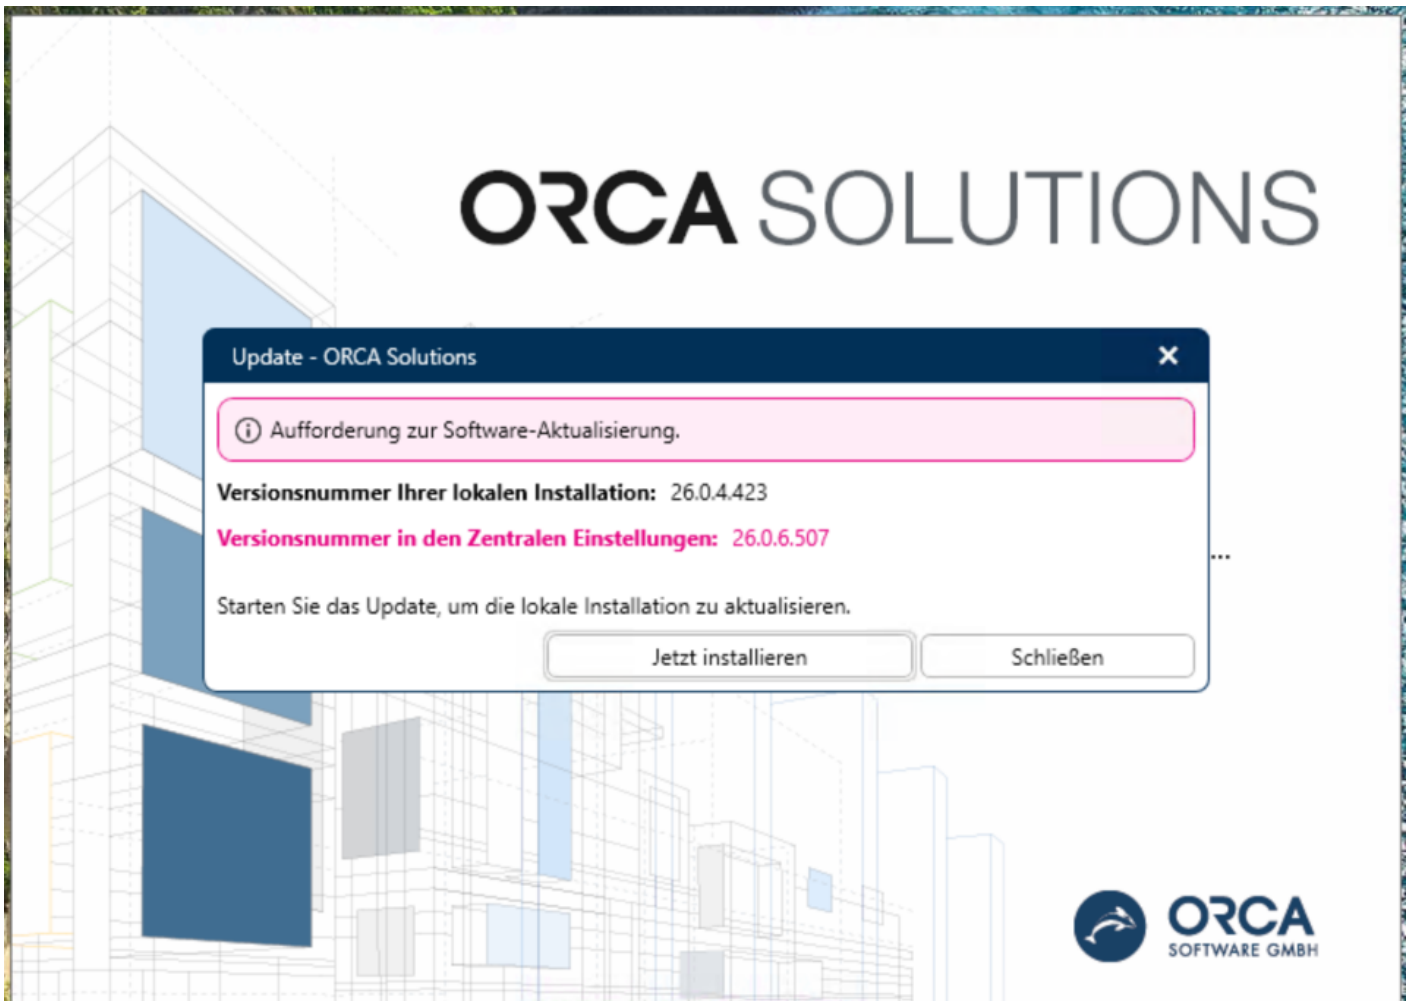 ORCA SOLUTIONS
Update - ORCA Solutions
Aufforderung zur Software-Aktualisierung.
Versionsnummer Ihrer lokalen Installation: 26.0.4.423
Versionsnummer in den Zentralen Einstellungen: 26.0.6.507
...
Starten Sie das Update, um die lokale Installation zu aktualisieren.
Jetzt installieren Schließen
ORCA
SOFTWARE GMBH